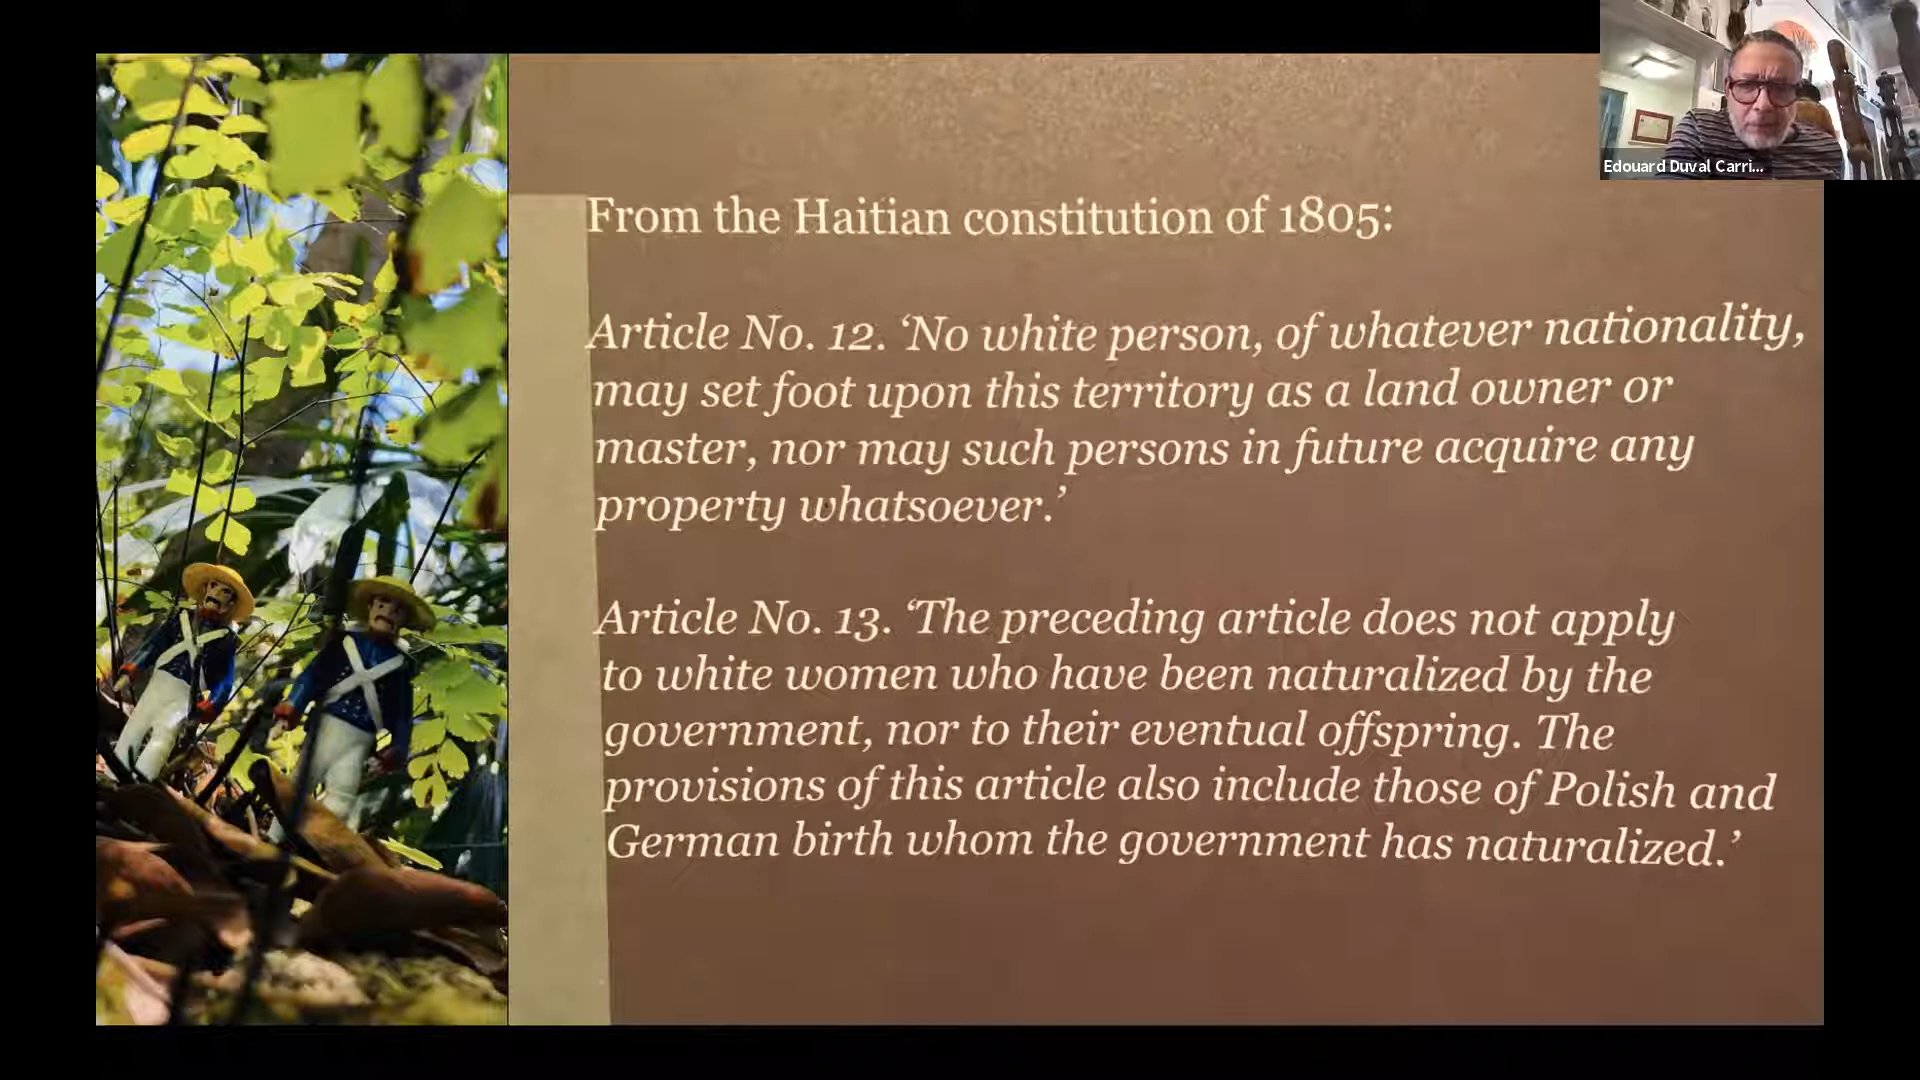 Edouard Duval Carri...
From the Haitian constitution of 1805:
Article No. 12. ‘No white person, of whatever nationality,
may set foot upon this territory as a land owner or
master, nor may such persons in future acquire any
property whatsoever.’
Article No. 13. ‘The preceding article does not apply
to white women who have been naturalized by the
government, nor to their eventual offspring. The
provisions of this article also include those of Polish and
German birth whom the government has naturalized.’